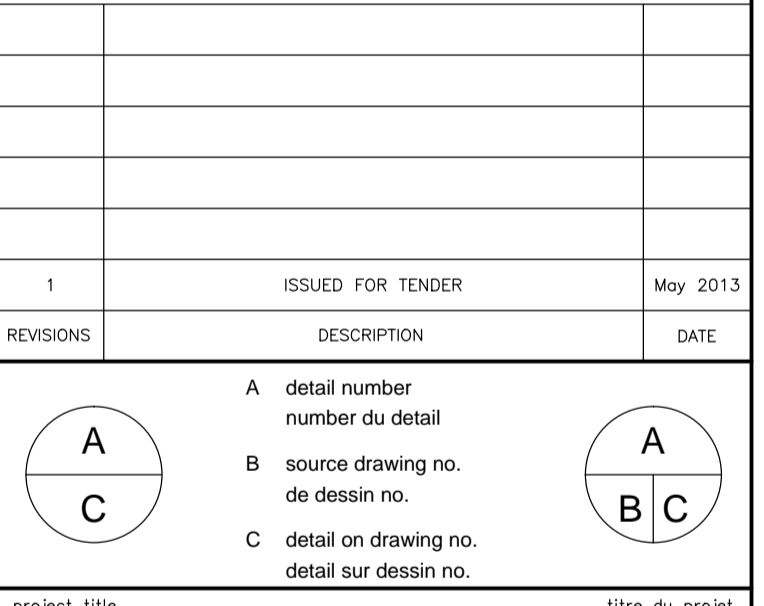 1 ISSUED FOR TENDER May 2013
REVISIONS DESCRIPTION DATE
A detail number
number du detail
B source drawing no.
de dessin no.
C detail on drawing no.
detail sur dessin no.
A
C
A
B C
project title titre du projet